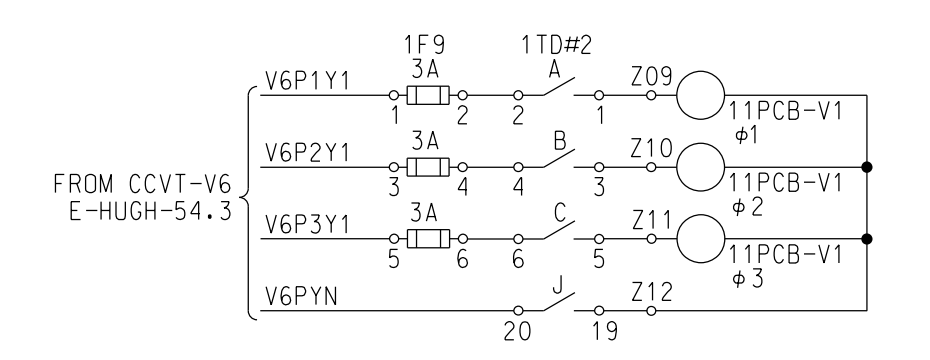 1F9
1TD#2
V6P1Y1
3A
A
Z09
1
2
2
1
11PCB-V1
φ1
V6P2Y1
3A
B
Z10
3
4
4
3
11PCB-V1
φ2
FROM CCVT-V6
E-HUGH-54.3
V6P3Y1
3A
C
Z11
5
6
6
5
11PCB-V1
φ3
V6PYN
J
Z12
20
19